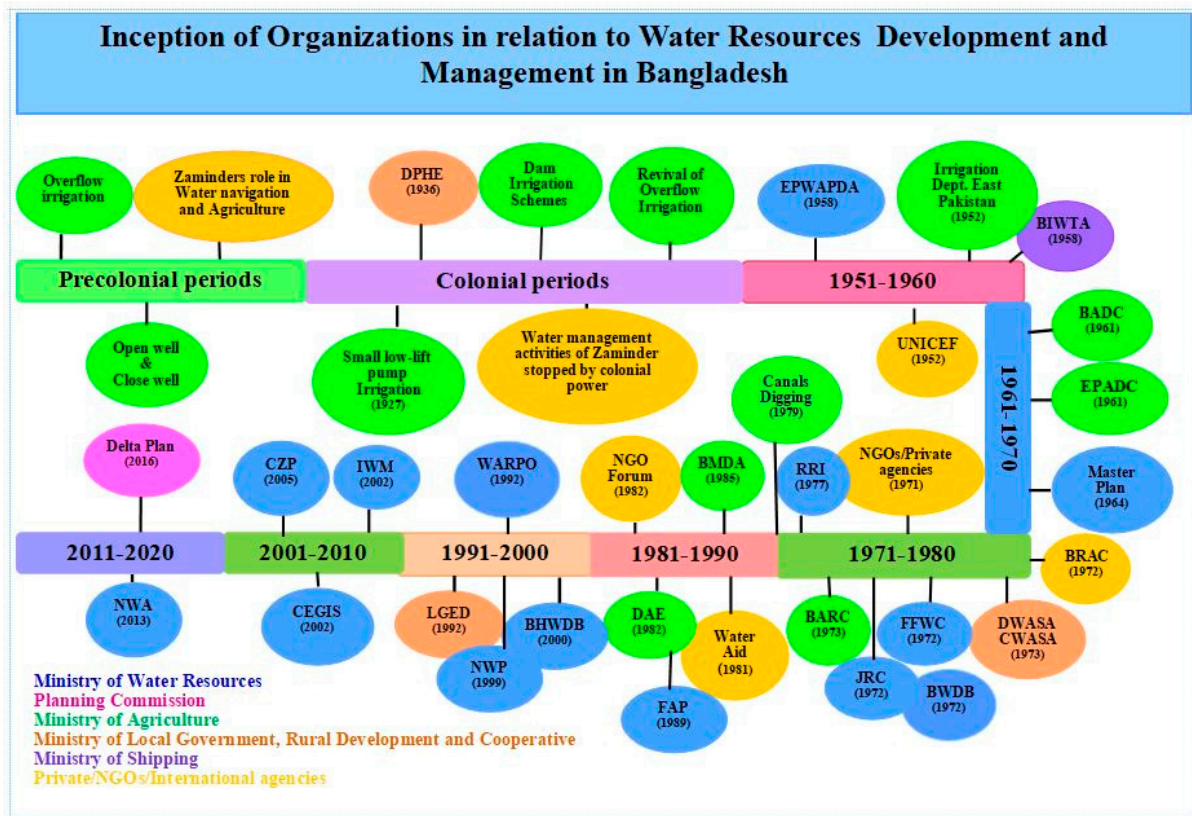 Inception of Organizations in relation to Water Resources Development and
Management in Bangladesh
Overflow
irrigation
Zaminders role in
Water navigation
and Agriculture
DPHE
(1936)
Dam
Irrigation
Schemes
Revival of
Overflow
Irrigation
EPWAPDA
(1958)
Irrigation
Dept. East
Pakistan
(1952)
BIWTA
(1958)
Precolonial periods
Colonial periods
1951-1960
Open well
&
Close well
Small low-lift
pump
Irrigation
(1927)
Water management
activities of Zaminder
stopped by colonial
power
UNICEF
(1952)
1961-1970
BADC
(1961)
EPADC
(1961)
Master
Plan
(1964)
Delta Plan
(2016)
CZP
(2005)
IWM
(2002)
WARPO
(1992)
NGO
Forum
(1982)
BMDA
(1985)
Canals
Digging
(1979)
RRI
(1977)
NGOs/Private
agencies
(1971)
2011-2020
2001-2010
1991-2000
1981-1990
1971-1980
BRAC
(1972)
NWA
(2013)
CEGIS
(2002)
LGED
(1992)
NWP
(1999)
BHWDB
(2000)
DAE
(1982)
FAP
(1989)
Water
Aid
(1981)
BARC
(1973)
JRC
(1972)
FFWC
(1972)
BWDB
(1972)
DWASA
CWASA
(1973)
Ministry of Water Resources
Planning Commission
Ministry of Agriculture
Ministry of Local Government, Rural Development and Cooperative
Ministry of Shipping
Private/NGOs/International agencies